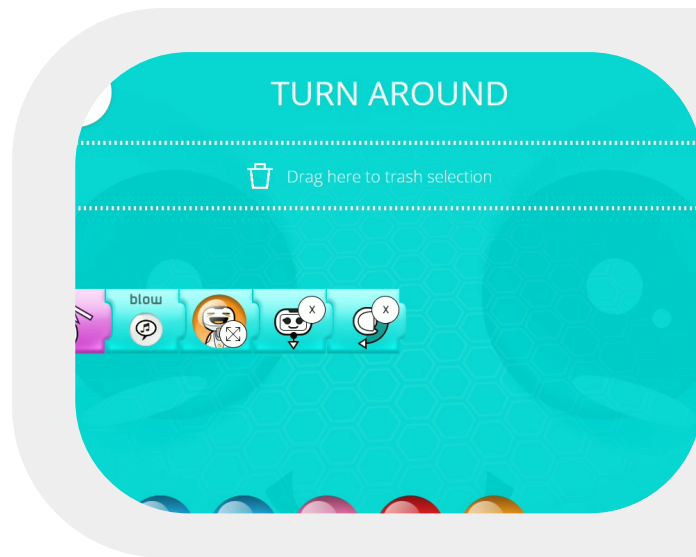 TURN AROUND
Drag here to trash selection
blow
X
X